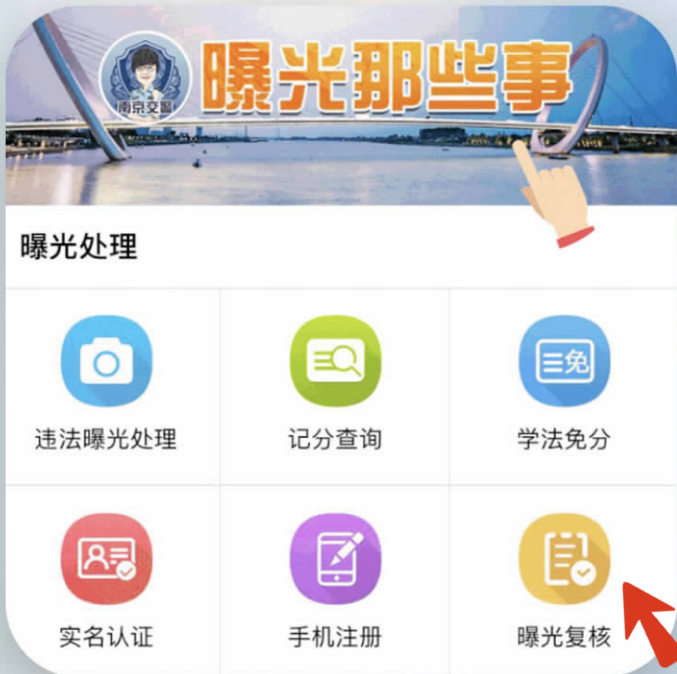 南京交警
曝光那些事
曝光处理
免
违法曝光处理
记分查询
学法免分
实名认证
手机注册
曝光复核